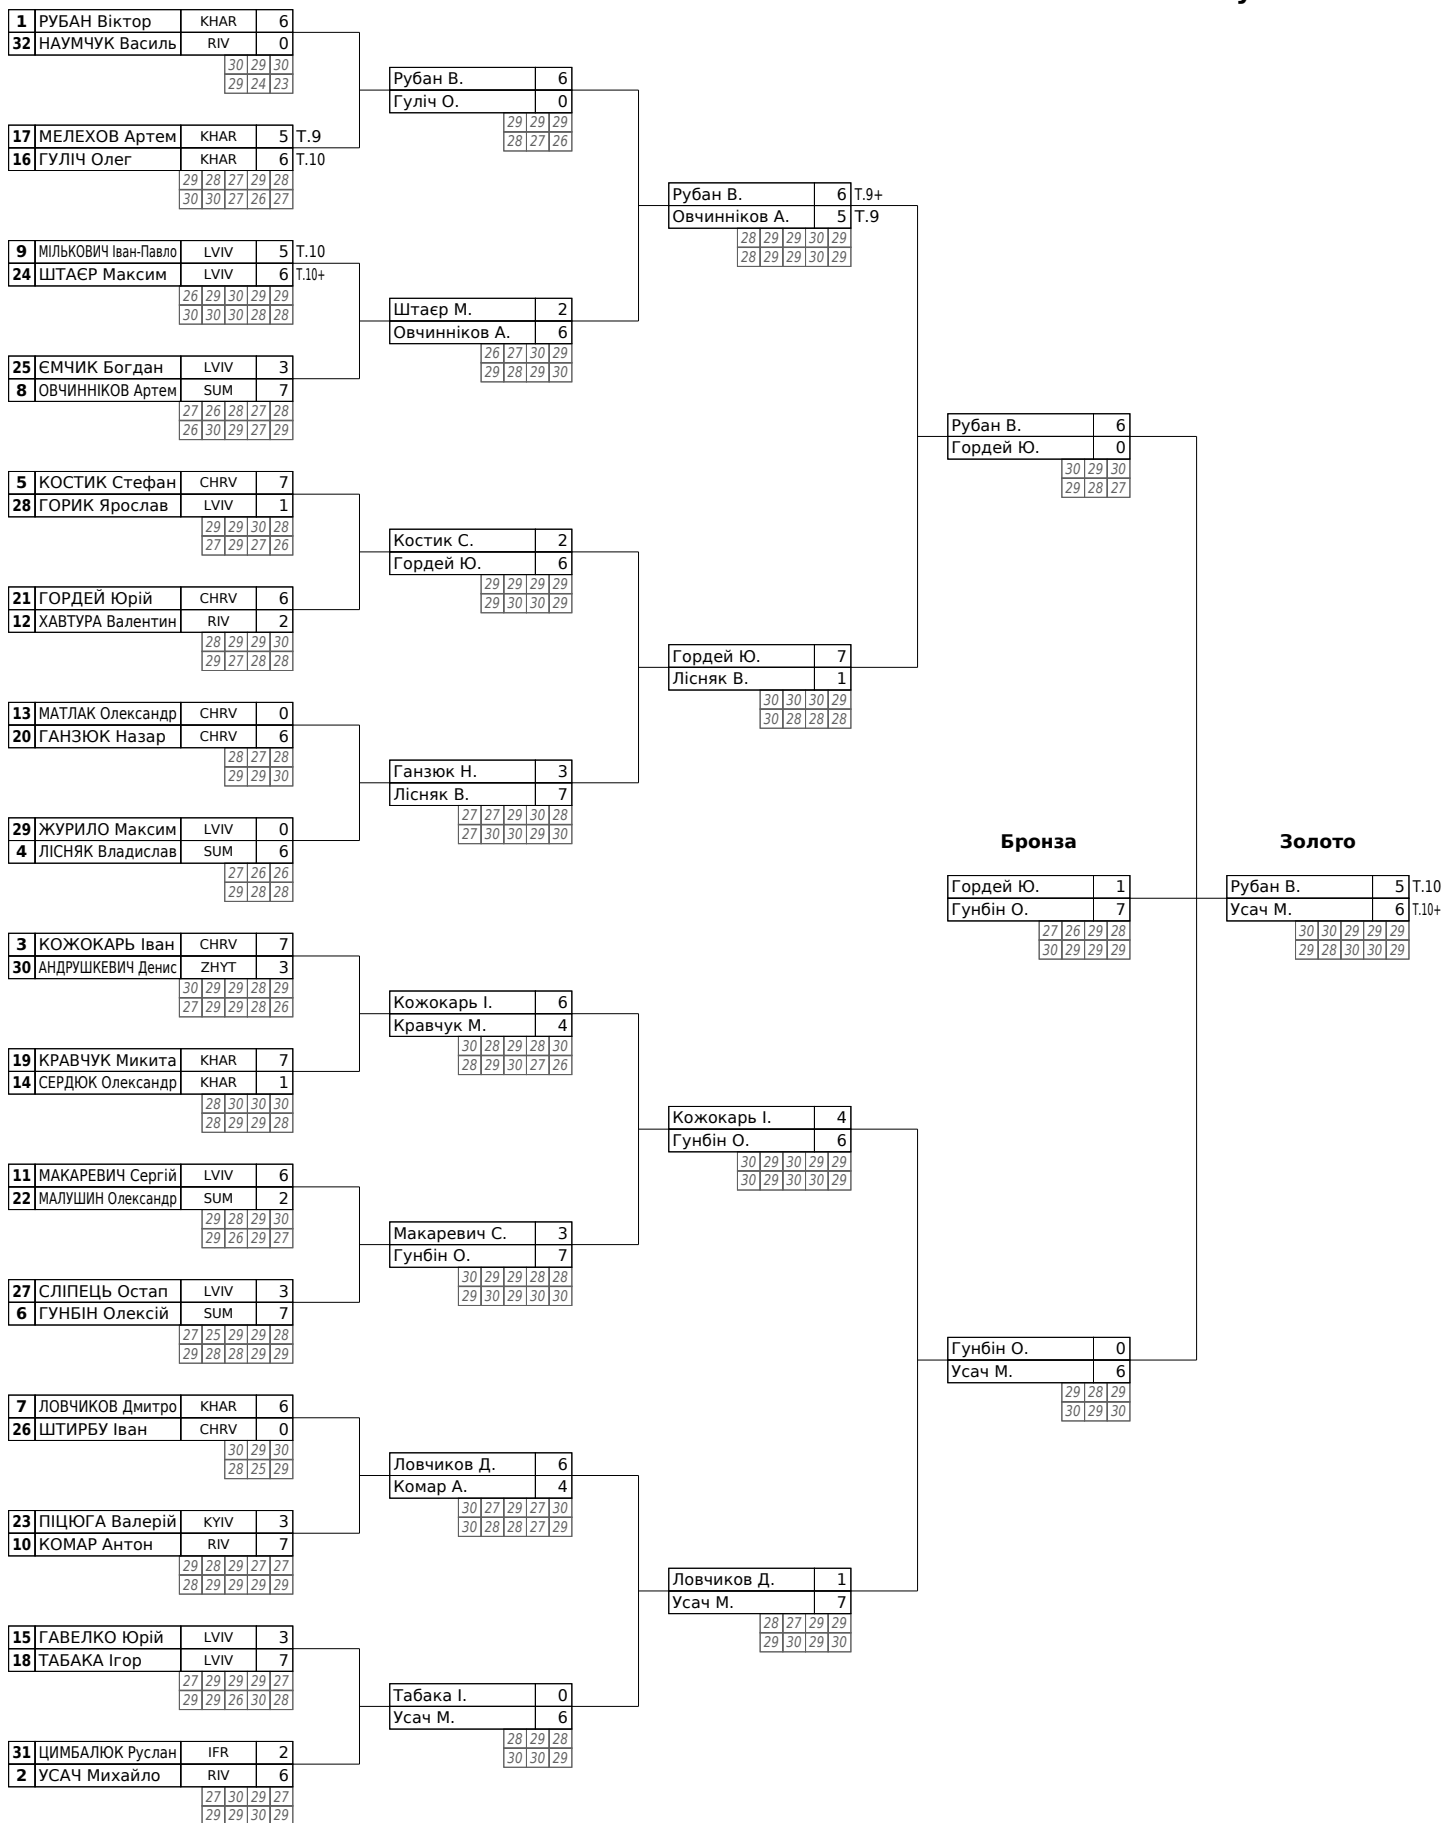 1 РУБАН Віктор KHAR 6
32 НАУМЧУК Василь RIV 0
30 29 30
29 24 23
17 МЕЛЕХОВ Артем KHAR 5 T.9
16 ГУЛІЧ Олег KHAR 6 T.10
29 28 27 29 28
30 30 27 26 27
9 МІЛЬКОВИЧ Іван-Павло LVIV 5 T.10
24 ШТАЄР Максим LVIV 6 T.10+
26 29 30 29 29
30 30 30 28 28
25 ЄМЧИК Богдан LVIV 3
8 ОВЧИННІКОВ Артем SUM 7
27 26 28 27 28
26 30 29 27 29
5 КОСТИК Стефан CHRV 7
28 ГОРИК Ярослав LVIV 1
29 29 30 28
27 29 27 26
21 ГОРДЕЙ Юрій CHRV 6
12 ХАВТУРА Валентин RIV 2
28 29 29 30
29 27 28 28
13 МАТЛАК Олександр CHRV 0
20 ГАНЗЮК Назар CHRV 6
28 27 28
29 29 30
29 ЖУРИЛО Максим LVIV 0
4 ЛІСНЯК Владислав SUM 6
27 26 26
29 28 28
3 КОЖОКАРЬ Іван CHRV 7
30 АНДРУШКЕВИЧ Денис ZHYT 3
30 29 29 28 29
27 29 29 28 26
19 КРАВЧУК Микита KHAR 7
14 СЕРДЮК Олександр KHAR 1
28 30 30 30
28 29 29 28
11 МАКАРЕВИЧ Сергій LVIV 6
22 МАЛУШИН Олександр SUM 2
29 28 29 30
29 26 29 27
27 СЛІПЕЦЬ Остап LVIV 3
6 ГУНБІН Олексій SUM 7
27 25 29 29 28
29 28 28 29 29
7 ЛОВЧИКОВ Дмитро KHAR 6
26 ШТИРБУ Іван CHRV 0
30 29 30
28 25 29
23 ПІЦЮГА Валерій KYIV 3
10 КОМАР Антон RIV 7
29 28 29 27 27
28 29 29 29 29
15 ГАВЕЛКО Юрій LVIV 3
18 ТАБАКА Ігор LVIV 7
27 29 29 29 27
29 29 26 30 28
31 ЦИМБАЛЮК Руслан IFR 2
2 УСАЧ Михайло RIV 6
27 30 29 27
29 29 30 29
Рубан В. 6
Гуліч О. 0
29 29 29
28 27 26
Штаєр М. 2
Овчинніков А. 6
26 27 30 29
29 28 29 30
Костик С. 2
Гордей Ю. 6
29 29 29 29
29 30 30 29
Ганзюк Н. 3
Лісняк В. 7
27 27 29 30 28
27 30 30 29 30
Кожокарь І. 6
Кравчук М. 4
30 28 29 28 30
28 29 30 27 26
Макаревич С. 3
Гунбін О. 7
30 29 29 28 28
29 30 29 30 30
Ловчиков Д. 6
Комар А. 4
30 27 29 27 30
30 28 28 27 29
Табака І. 0
Усач М. 6
28 29 28
30 30 29
Рубан В. 6 T.9+
Овчинніков А. 5 T.9
28 29 29 30 29
28 29 29 30 29
Гордей Ю. 7
Лісняк В. 1
30 30 30 29
30 28 28 28
Кожокарь І. 4
Гунбін О. 6
30 29 30 29 29
30 29 30 30 29
Ловчиков Д. 1
Усач М. 7
28 27 29 29
29 30 29 30
Рубан В. 6
Гордей Ю. 0
30 29 30
29 28 27
Гунбін О. 0
Усач М. 6
29 28 29
30 29 30
Бронза
Гордей Ю. 1
Гунбін О. 7
27 26 29 28
30 29 29 29
Золото
Рубан В. 5 T.10
Усач М. 6 T.10+
30 30 29 29 29
29 28 30 30 29